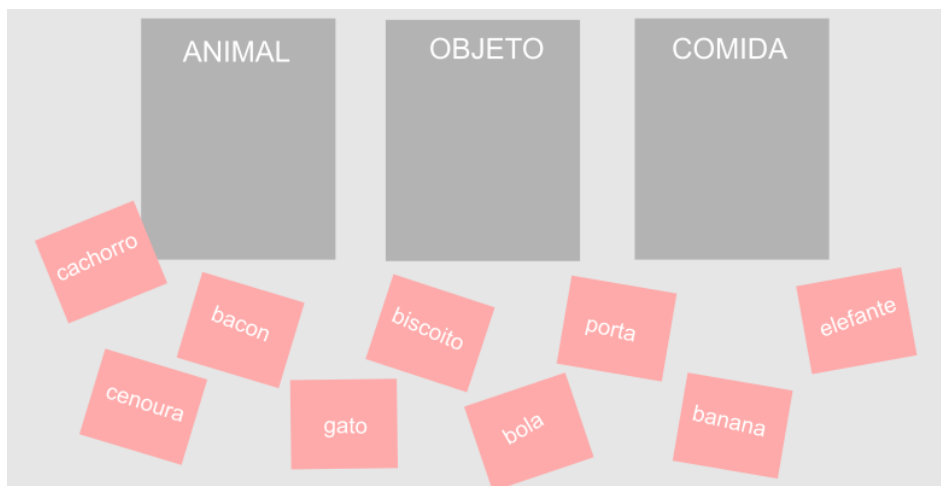 ANIMAL
OBJETO
COMIDA
cachorro
bacon
biscoito
porta
elefante
cenoura
gato
bola
banana